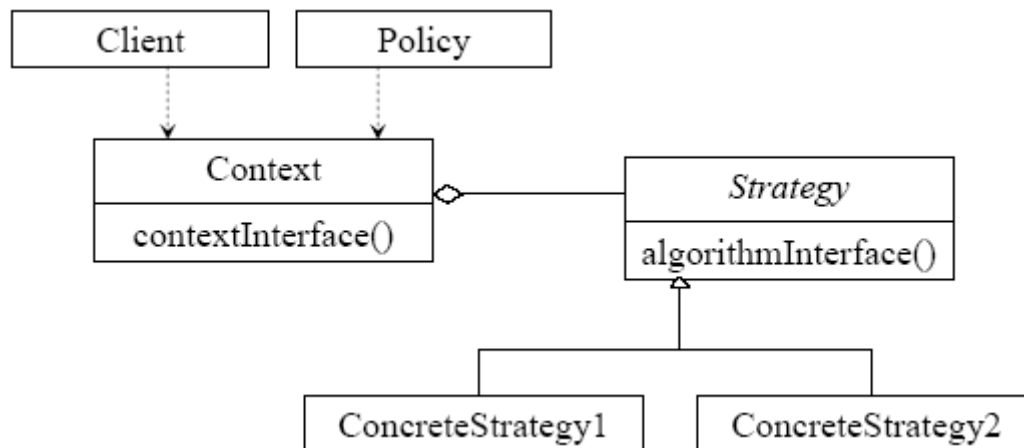 Client
Policy
Context
contextInterface()
Strategy
algorithmInterface()
ConcreteStrategy1
ConcreteStrategy2